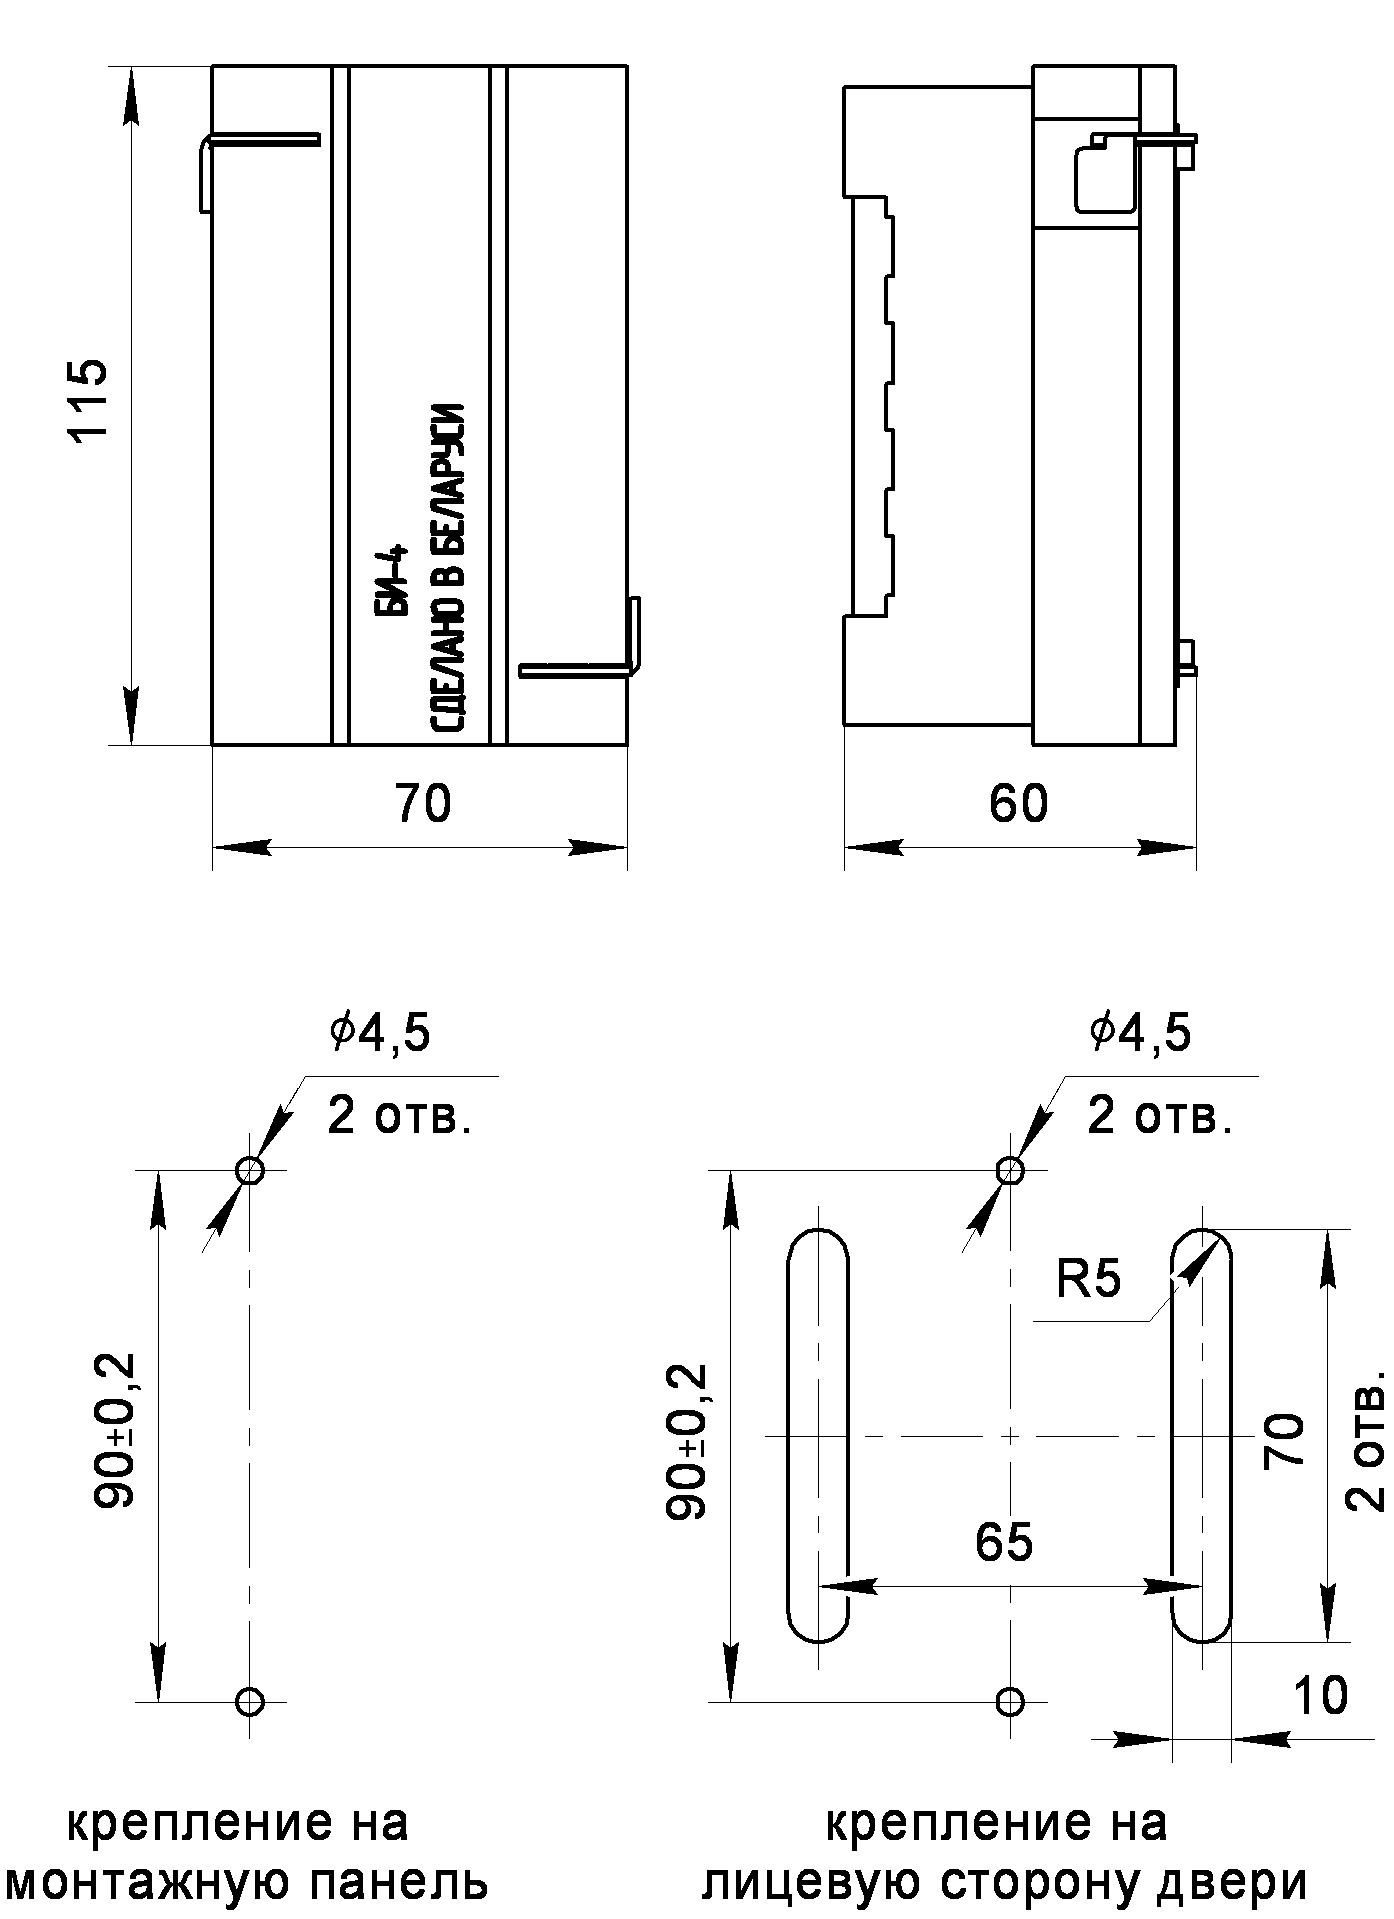 115
БИ-4
СДЕЛАНО В БЕЛАРУСИ
70
60
ϕ4,5
2 отв.
90±0,2
ϕ4,5
2 отв.
R5
90±0,2
65
70
2 отв.
10
крепление на
монтажную панель
крепление на
лицевую сторону двери